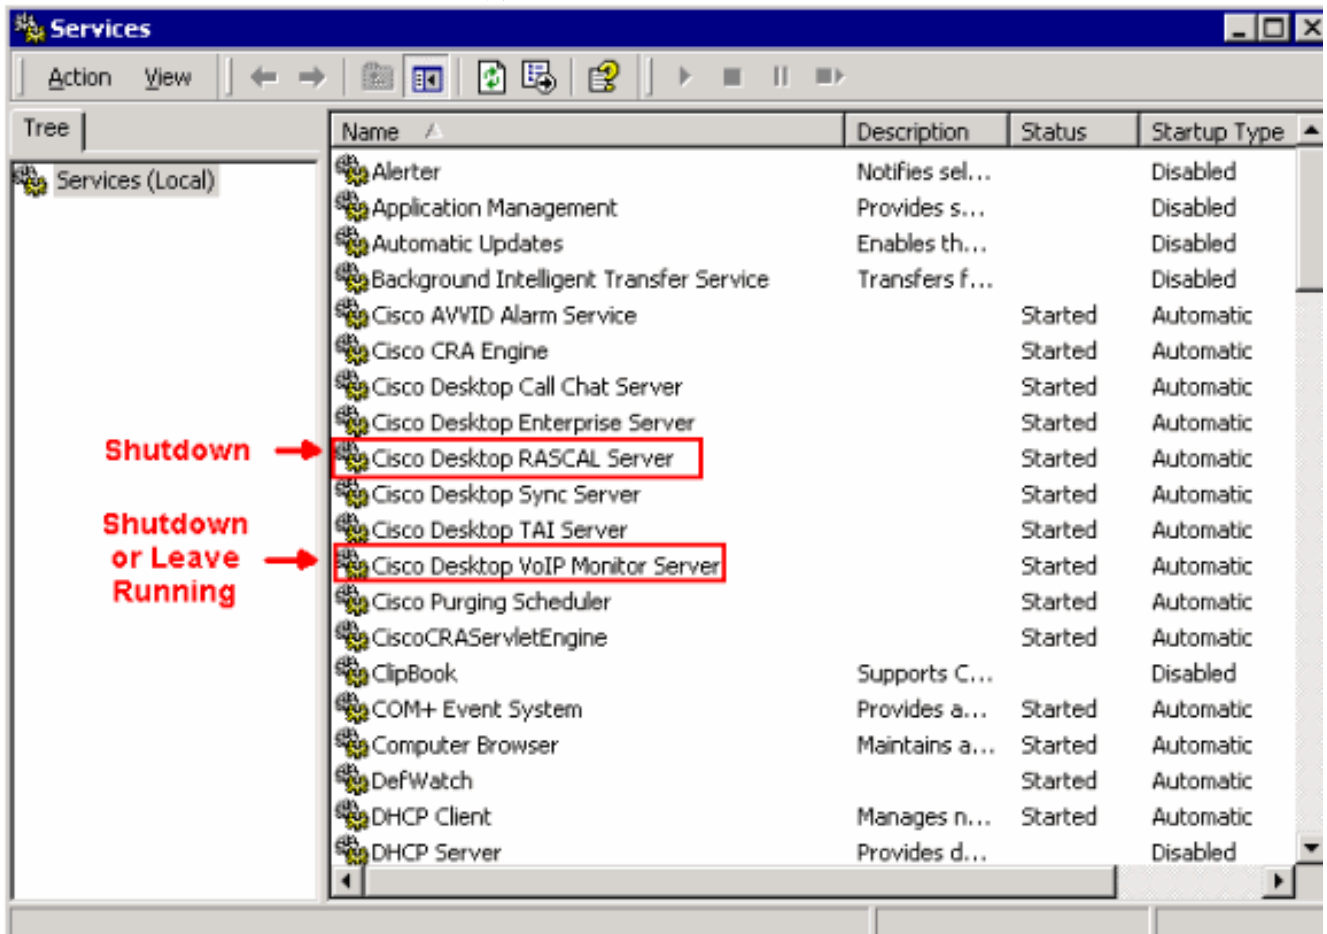 Services
Action View
Tree
Name Description Status Startup Type
Services (Local)
Alerter Notifies sel... Disabled
Application Management Provides s... Disabled
Automatic Updates Enables th... Disabled
Background Intelligent Transfer Service Transfers f... Disabled
Cisco AVVID Alarm Service Started Automatic
Cisco CRA Engine Started Automatic
Cisco Desktop Call Chat Server Started Automatic
Cisco Desktop Enterprise Server Started Automatic
Shutdown
Cisco Desktop RASCAL Server Started Automatic
Cisco Desktop Sync Server Started Automatic
Shutdown
or Leave
Running
Cisco Desktop TAI Server Started Automatic
Cisco Desktop VoIP Monitor Server Started Automatic
Cisco Purging Scheduler Started Automatic
CiscoCRAServletEngine Started Automatic
ClipBook Supports C... Disabled
COM+ Event System Provides a... Started Automatic
Computer Browser Maintains a... Started Automatic
DefWatch Started Automatic
DHCP Client Manages n... Started Automatic
DHCP Server Provides d... Disabled